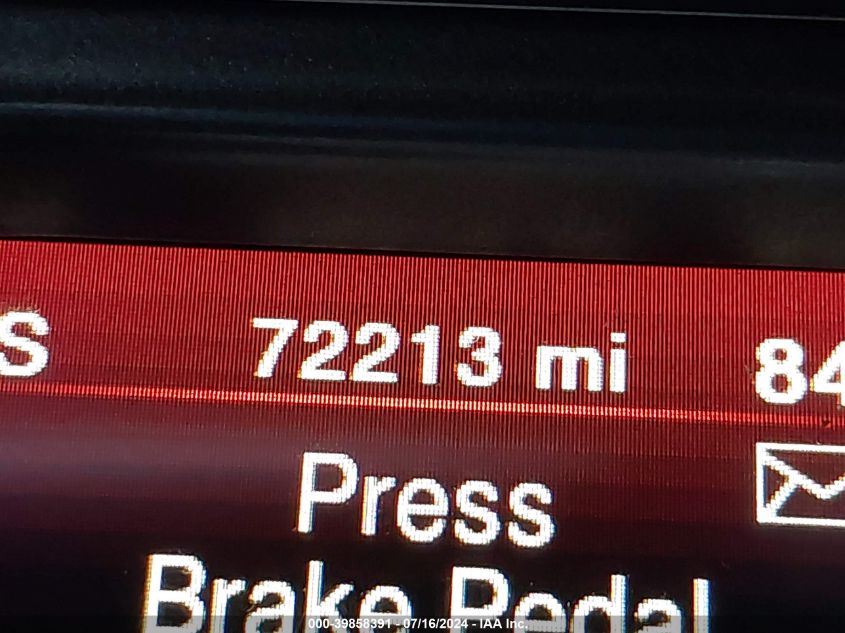 S 72213 mi 84
Press
Brake Pedal
000-39858391 - 07/16/2024 - IAA Inc.